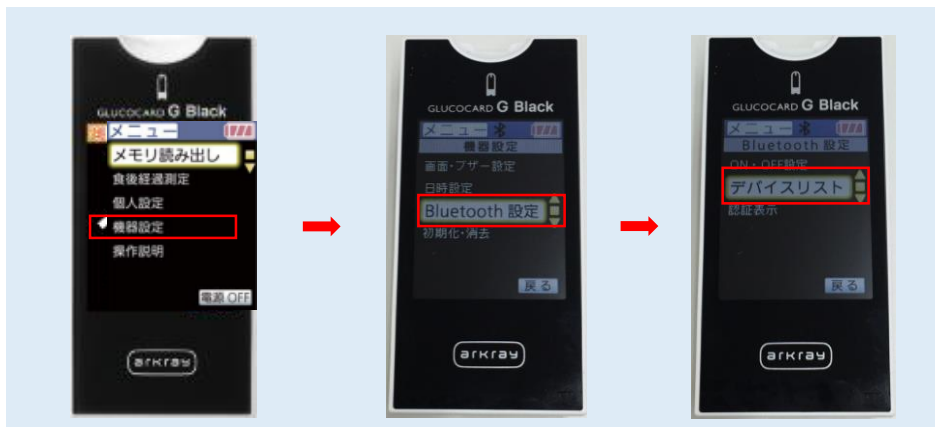 GLUCOCARD G Black
メニュー
メモリ読み出し
食後経過測定
個人設定
機器設定
操作説明
電源 OFF
arkray
GLUCOCARD G Black
メニュー
機器設定
画面・ブザー設定
日時設定
Bluetooth 設定
初期化・消去
戻る
arkray
GLUCOCARD G Black
メニュー
Bluetooth 設定
ON・OFF設定
デバイスリスト
認証表示
戻る
arkray